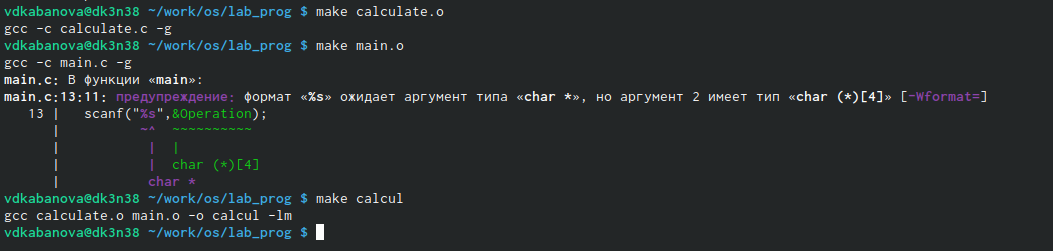 vdkabanova@dk3n38 ~/work/os/lab_prog $ make calculate.o
gcc -c calculate.c -g
vdkabanova@dk3n38 ~/work/os/lab_prog $ make main.o
gcc -c main.c -g
main.c: В функции «main»:
main.c:13:11: предупреждение: формат «%s» ожидает аргумент типа «char *», но аргумент 2 имеет тип «char (*)[4]» [-Wformat=]
   13 |   scanf("%s",&Operation);
      |          ~^  ~~~~~~~~~~
      |           |  |
      |           |  char (*)[4]
      |           char *
vdkabanova@dk3n38 ~/work/os/lab_prog $ make calcul
gcc calculate.o main.o -o calcul -lm
vdkabanova@dk3n38 ~/work/os/lab_prog $